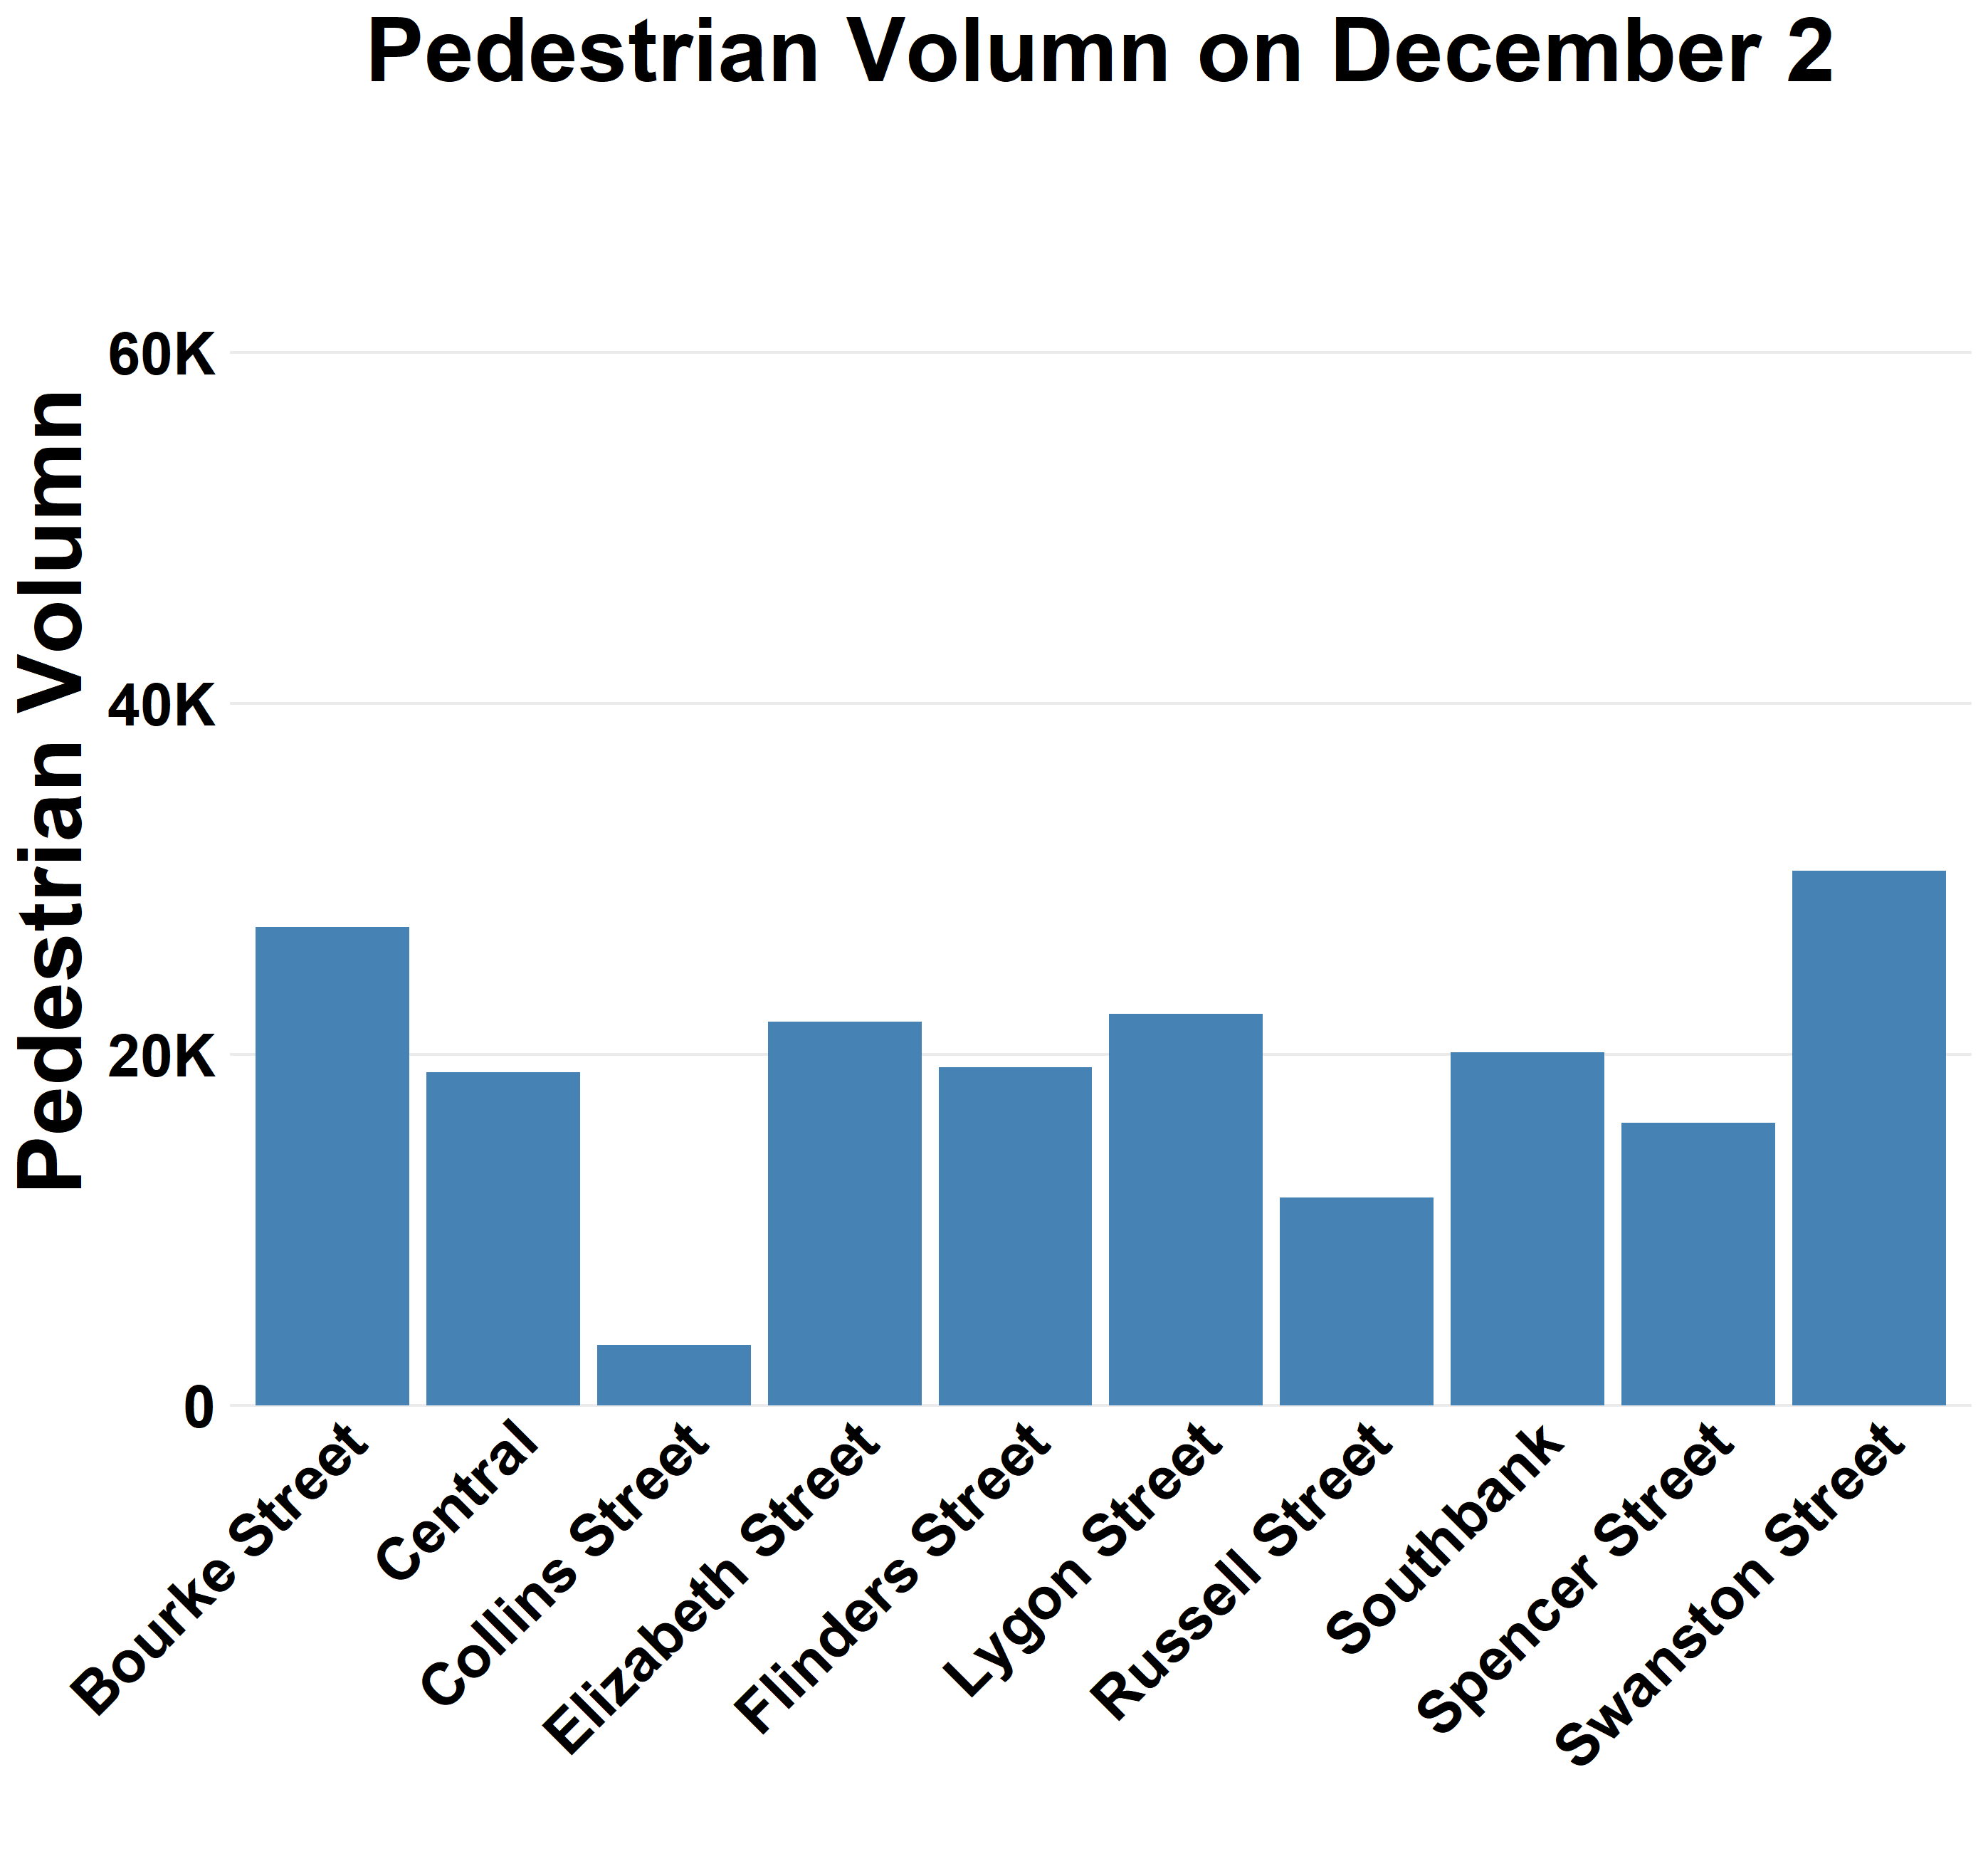 Pedestrian Volumn on December 2
Pedestrian Volumn
60K
40K
20K
0
Bourke Street
Central
Collins Street
Elizabeth Street
Flinders Street
Lygon Street
Russell Street
Southbank
Spencer Street
Swanston Street